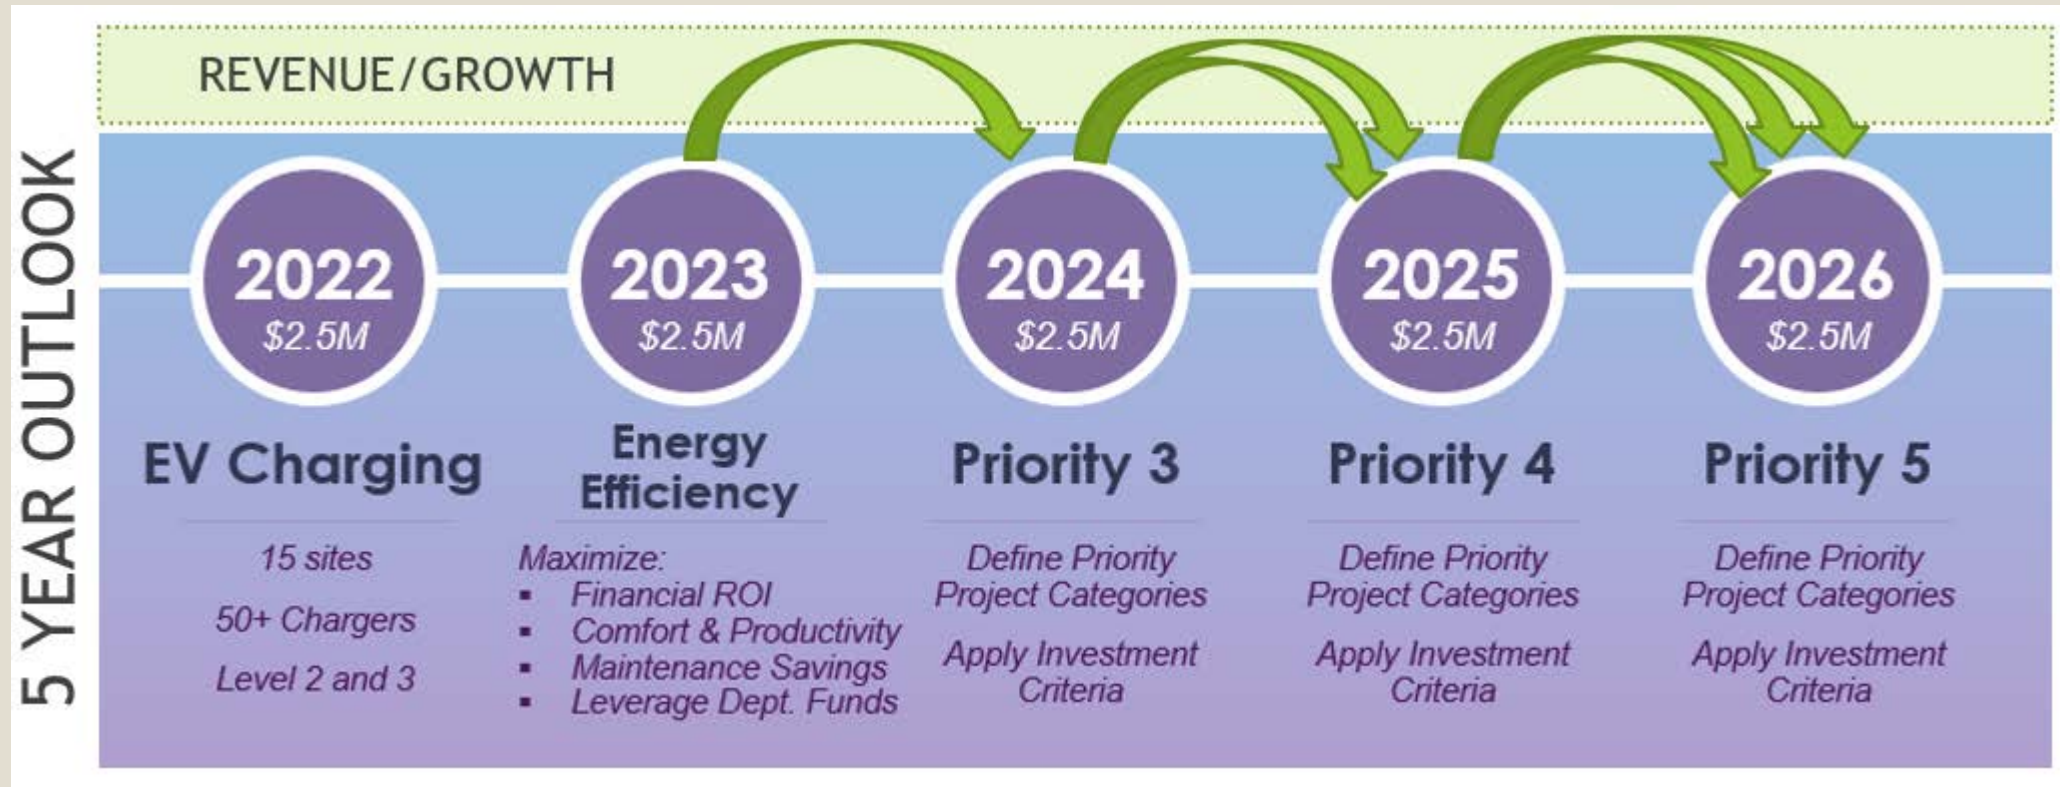 5 YEAR OUTLOOK
REVENUE/GROWTH
2022
$2.5M
EV Charging
15 sites
50+ Chargers
Level 2 and 3
2023
$2.5M
Energy
Efficiency
Maximize:
▪ Financial ROI
▪ Comfort & Productivity
▪ Maintenance Savings
▪ Leverage Dept. Funds
2024
$2.5M
Priority 3
Define Priority
Project Categories
Apply Investment
Criteria
2025
$2.5M
Priority 4
Define Priority
Project Categories
Apply Investment
Criteria
2026
$2.5M
Priority 5
Define Priority
Project Categories
Apply Investment
Criteria